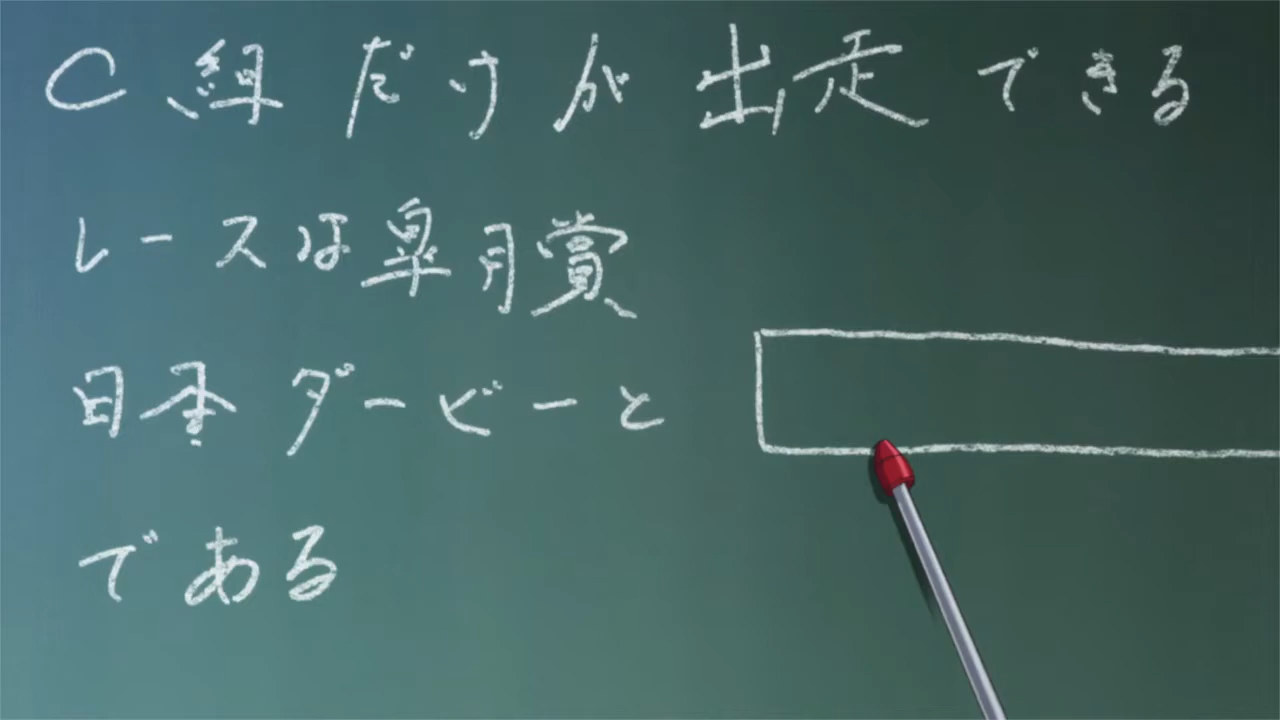 C組だけが出走できる
レースは皐月賞
日本ダービーと
である